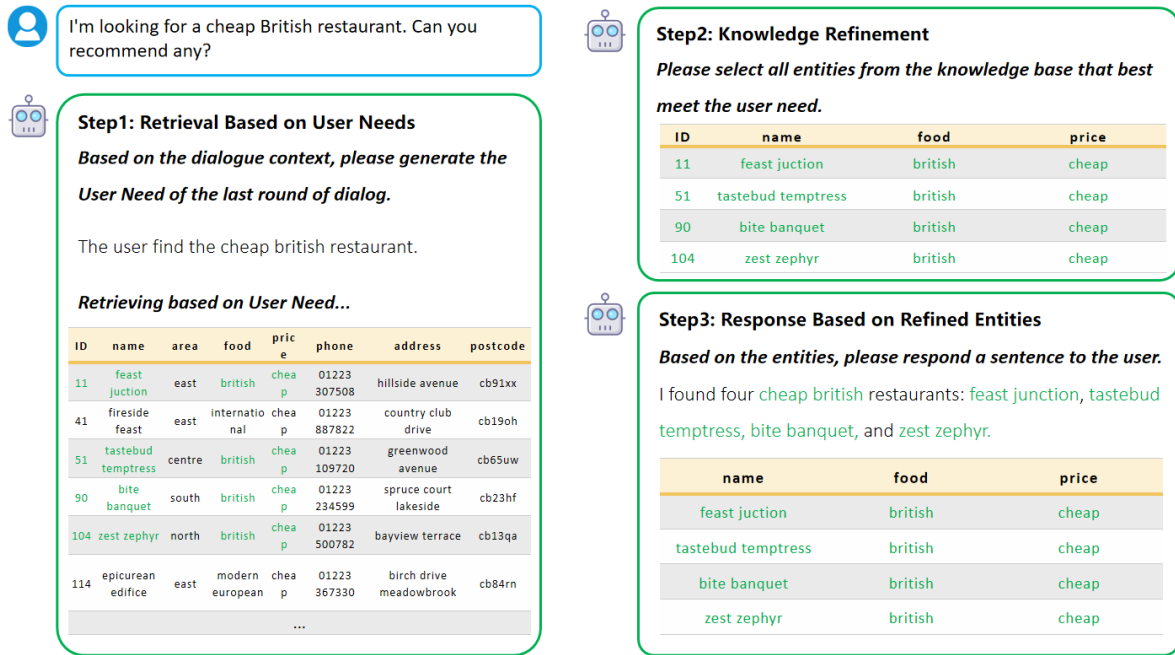 I'm looking for a cheap British restaurant. Can you
recommend any?
Step1: Retrieval Based on User Needs
Based on the dialogue context, please generate the
User Need of the last round of dialog.
The user find the cheap british restaurant.
Retrieving based on User Need...
ID name area food pric e phone address postcode
11 feast juction east british chea p 01223 307508 hillside avenue cb91xx
41 fireside feast east internatio nal chea p 01223 887822 country club drive cb19oh
51 tastebud temptress centre british chea p 01223 109720 greenwood avenue cb65uw
90 bite banquet south british chea p 01223 234599 spruce court lakeside cb23hf
104 zest zephyr north british chea p 01223 500782 bayview terrace cb13qa
114 epicurean edifice east modern european chea p 01223 367330 birch drive meadowbrook cb84rn
...
Step2: Knowledge Refinement
Please select all entities from the knowledge base that best
meet the user need.
ID name food price
11 feast juction british cheap
51 tastebud temptress british cheap
90 bite banquet british cheap
104 zest zephyr british cheap
Step3: Response Based on Refined Entities
Based on the entities, please respond a sentence to the user.
I found four cheap british restaurants: feast junction, tastebud
temptress, bite banquet, and zest zephyr.
name food price
feast juction british cheap
tastebud temptress british cheap
bite banquet british cheap
zest zephyr british cheap